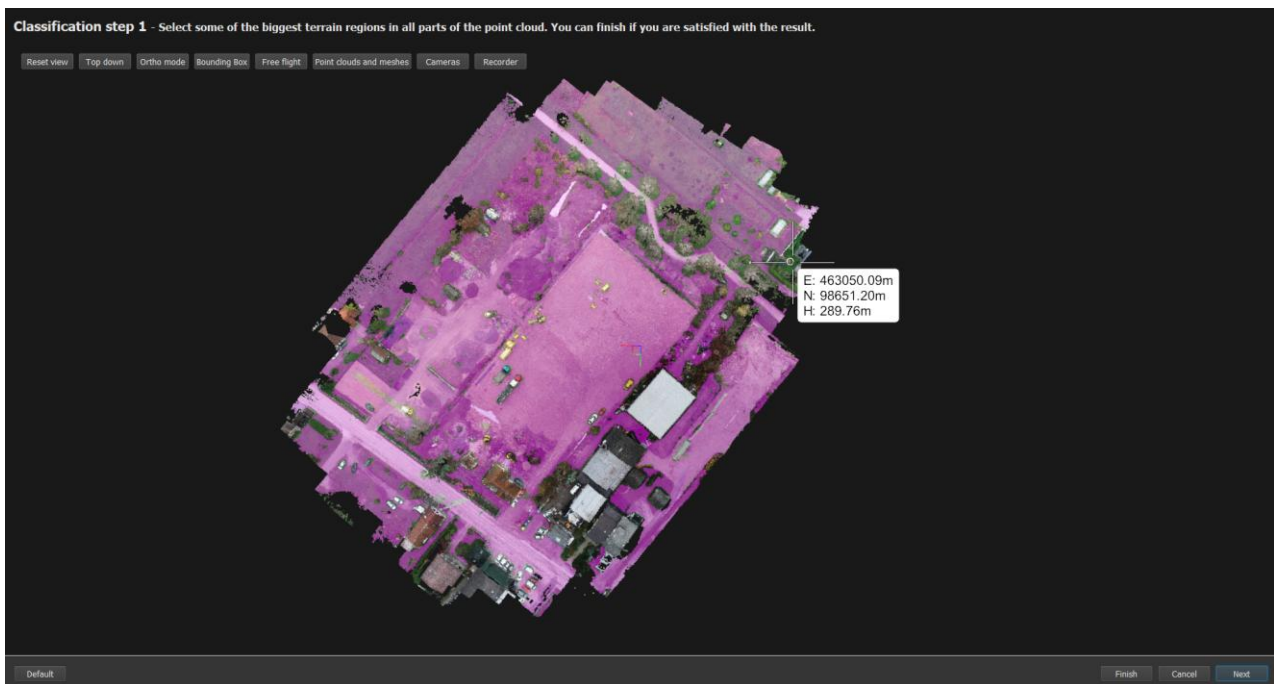 Classification step 1 - Select some of the biggest terrain regions in all parts of the point cloud. You can finish if you are satisfied with the result.
Reset view Top down Ortho mode Bounding Box Free flight Point clouds and meshes Cameras Recorder
E: 463050.09m
N: 98651.20m
H: 289.76m
Default Finish Cancel Next